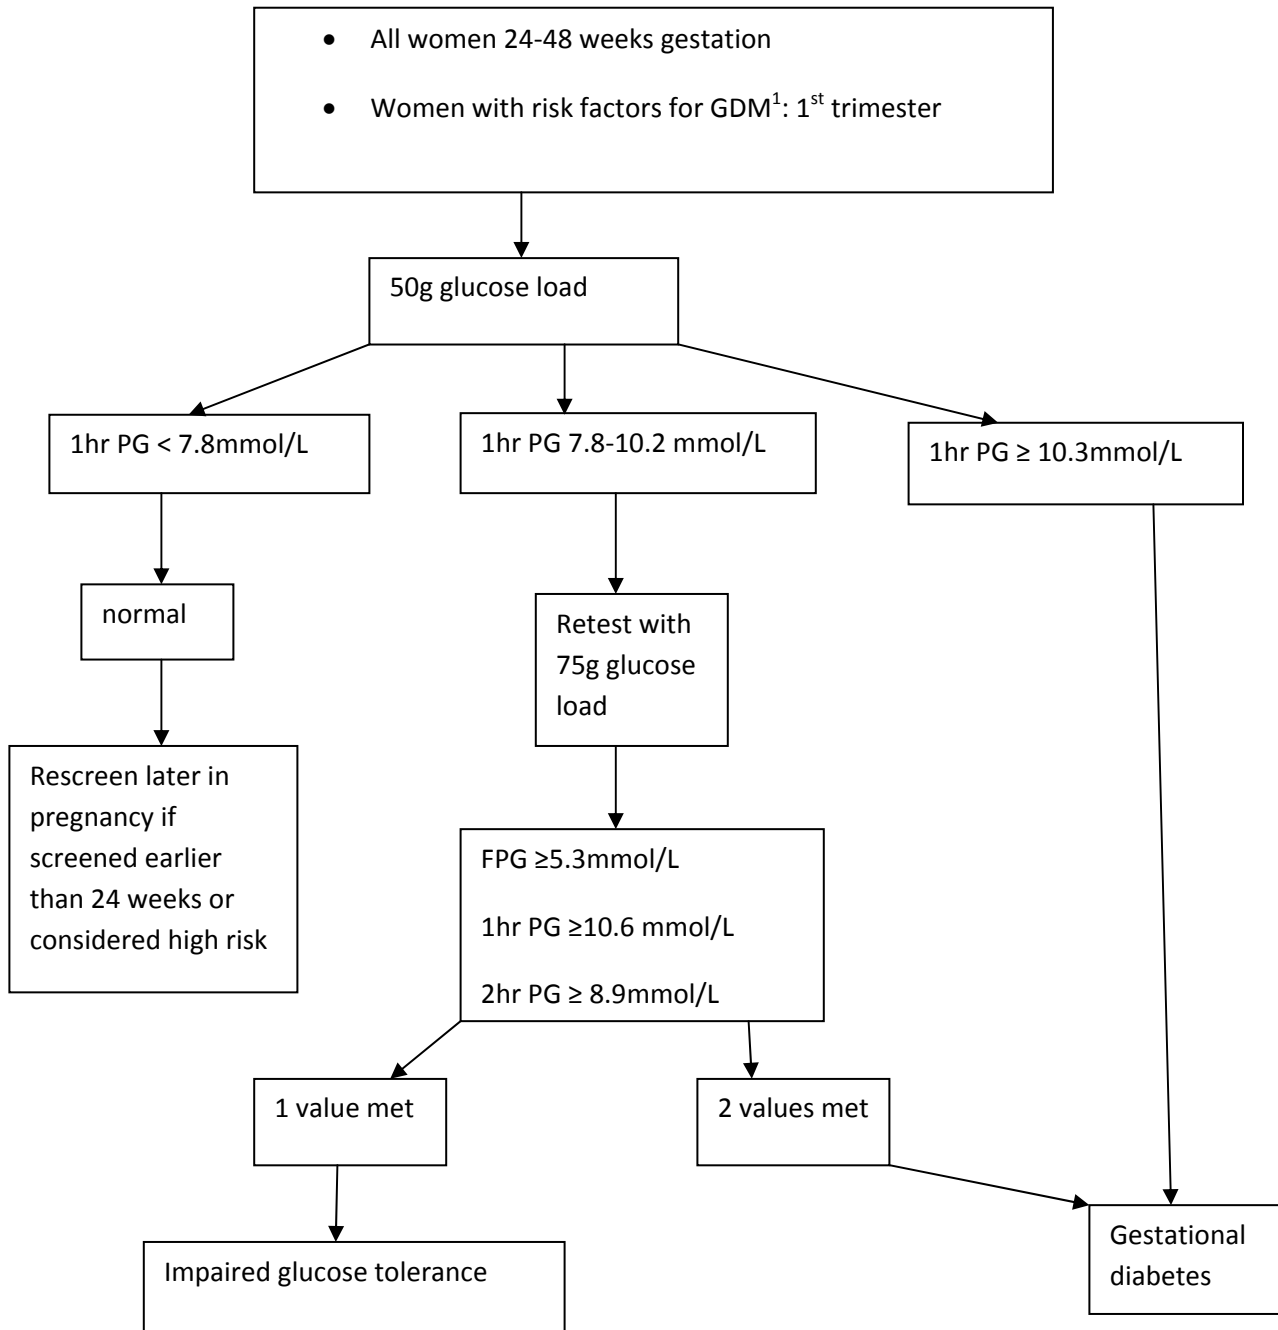 • All women 24-48 weeks gestation
• Women with risk factors for GDM¹: 1ˢᵗ trimester
50g glucose load
1hr PG < 7.8mmol/L
1hr PG 7.8-10.2 mmol/L
1hr PG ≥ 10.3mmol/L
normal
Retest with
75g glucose
load
Rescreen later in
pregnancy if
screened earlier
than 24 weeks or
considered high risk
FPG ≥5.3mmol/L
1hr PG ≥10.6 mmol/L
2hr PG ≥ 8.9mmol/L
1 value met
2 values met
Impaired glucose tolerance
Gestational
diabetes